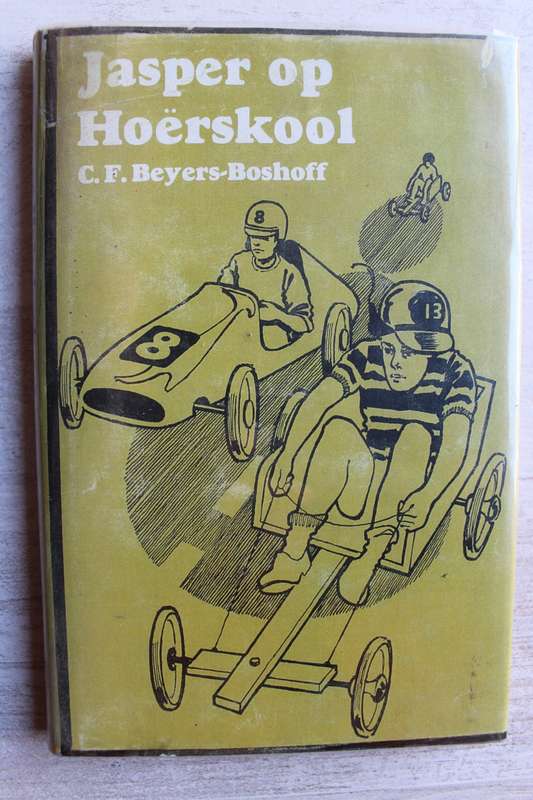 Jasper op
Hoërskool
C. F. Beyers-Boshoff
8
13
8